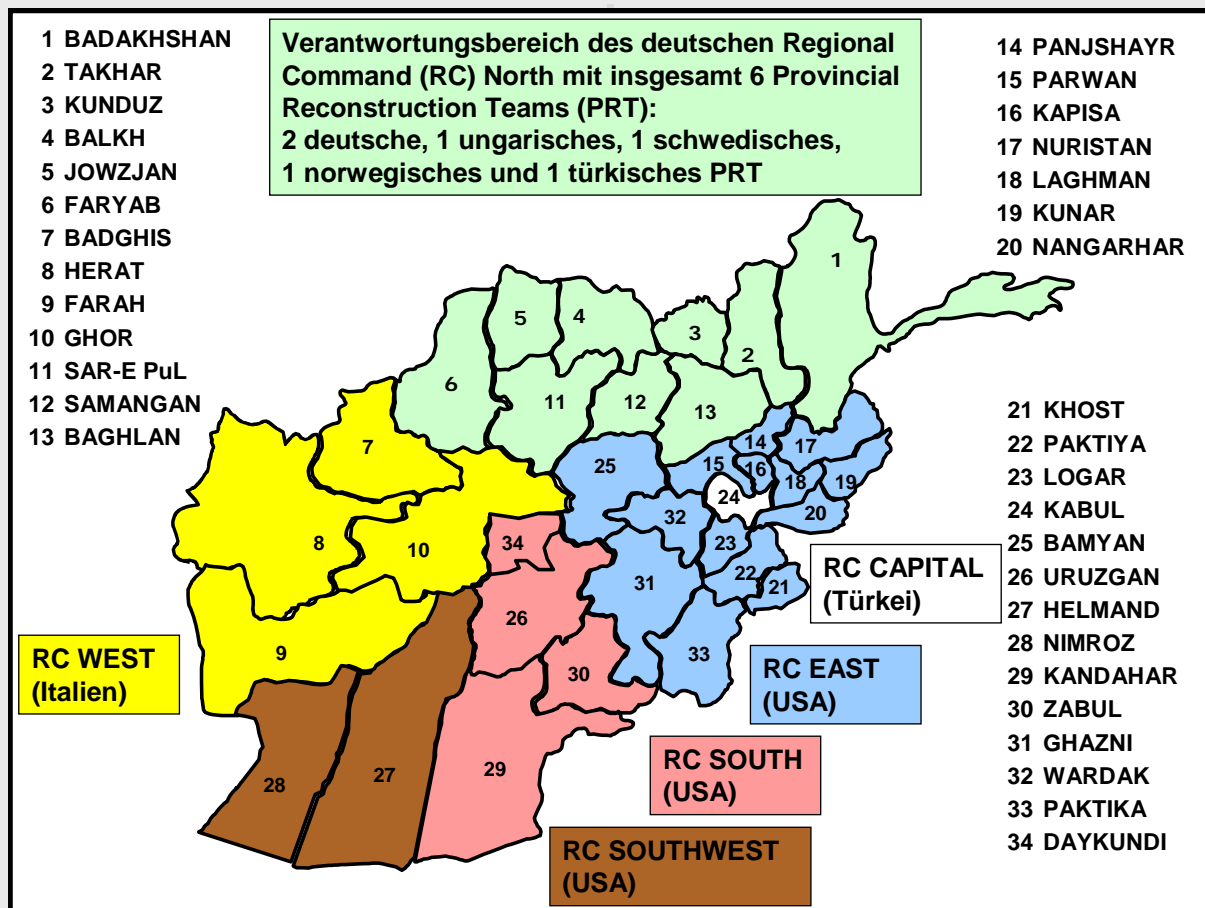 1 BADAKHSHAN
2 TAKHAR
3 KUNDUZ
4 BALKH
5 JOWZJAN
6 FARYAB
7 BADGHIS
8 HERAT
9 FARAH
10 GHOR
11 SAR-E PuL
12 SAMANGAN
13 BAGHLAN
Verantwortungsbereich des deutschen Regional
Command (RC) North mit insgesamt 6 Provincial
Reconstruction Teams (PRT):
2 deutsche, 1 ungarisches, 1 schwedisches,
1 norwegisches und 1 türkisches PRT
14 PANJSHAYR
15 PARWAN
16 KAPISA
17 NURISTAN
18 LAGHMAN
19 KUNAR
20 NANGARHAR
1
5
4
3
2
6
11
12
13
7
25
15
14
17
16
18
19
24
20
32
8
10
34
23
22
21
31
26
9
30
33
28
27
29
RC CAPITAL
(Türkei)
RC WEST
(Italien)
RC EAST
(USA)
RC SOUTH
(USA)
RC SOUTHWEST
(USA)
21 KHOST
22 PAKTIYA
23 LOGAR
24 KABUL
25 BAMYAN
26 URUZGAN
27 HELMAND
28 NIMROZ
29 KANDAHAR
30 ZABUL
31 GHAZNI
32 WARDAK
33 PAKTIKA
34 DAYKUNDI